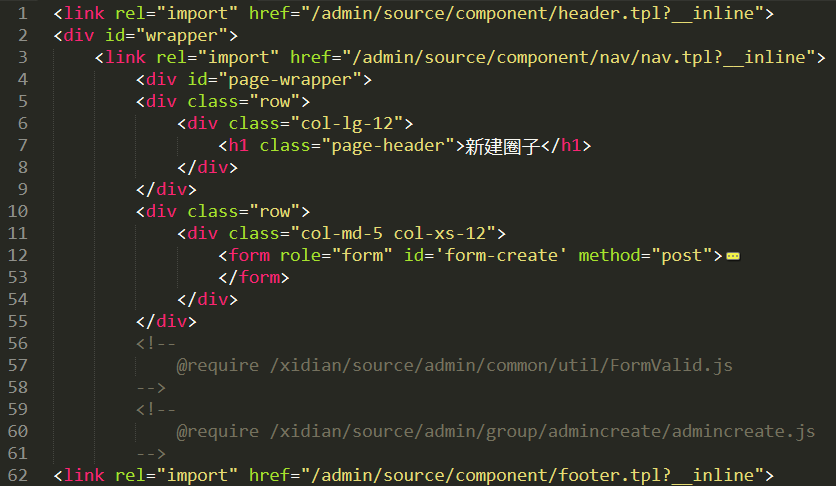 1 <link rel="import" href="/admin/source/component/header.tpl?__inline">
2 <div id="wrapper">
3     <link rel="import" href="/admin/source/component/nav/nav.tpl?__inline">
4         <div id="page-wrapper">
5         <div class="row">
6             <div class="col-lg-12">
7                 <h1 class="page-header">新建圈子</h1>
8             </div>
9         </div>
10         <div class="row">
11             <div class="col-md-5 col-xs-12">
12                 <form role="form" id='form-create' method="post">
53                 </form>
54             </div>
55         </div>
56         <!--
57             @require /xidian/source/admin/common/util/FormValid.js
58         -->
59         <!--
60             @require /xidian/source/admin/group/admincreate/admincreate.js
61         -->
62 <link rel="import" href="/admin/source/component/footer.tpl?__inline">